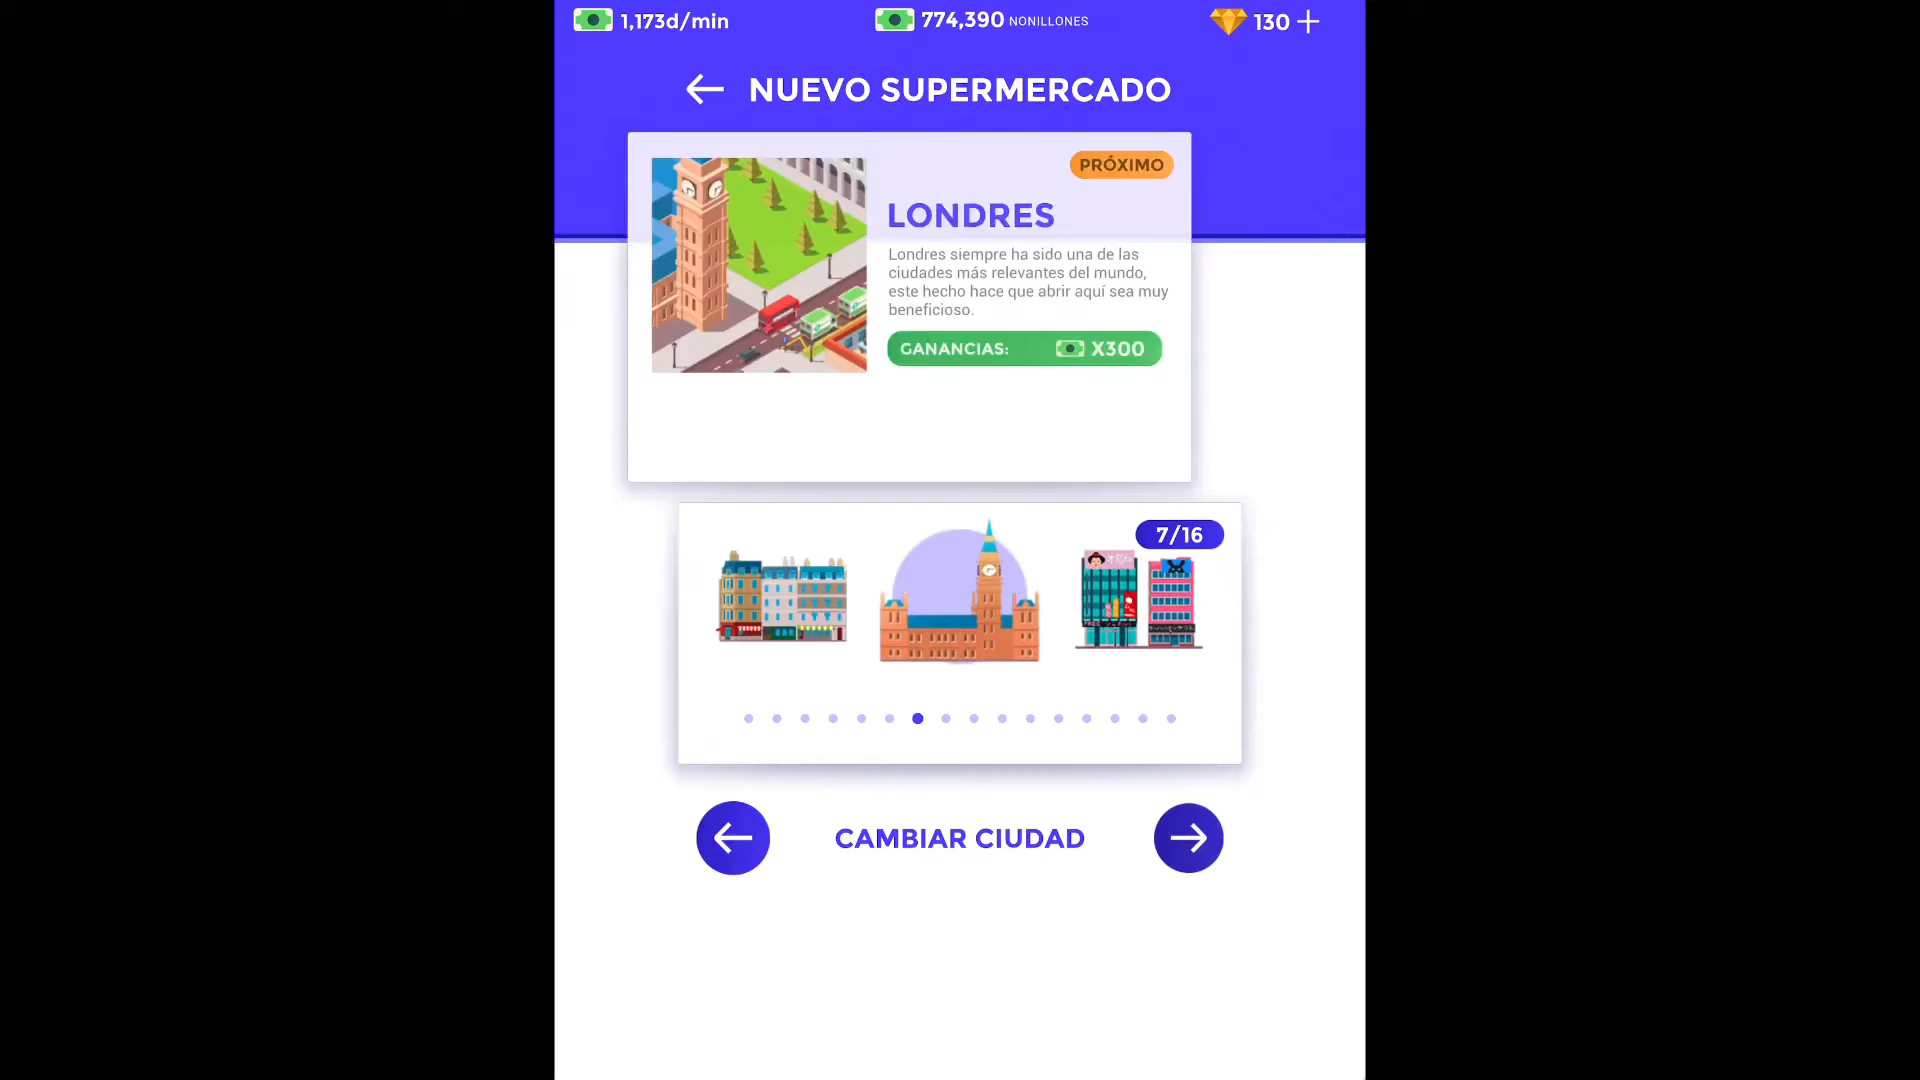 1,173d/min
774,390 NONILLONES
130
NUEVO SUPERMERCADO
PRÓXIMO
LONDRES
Londres siempre ha sido una de las
ciudades más relevantes del mundo,
este hecho hace que abrir aquí sea muy
beneficioso.
GANANCIAS: X300
7/16
CAMBIAR CIUDAD